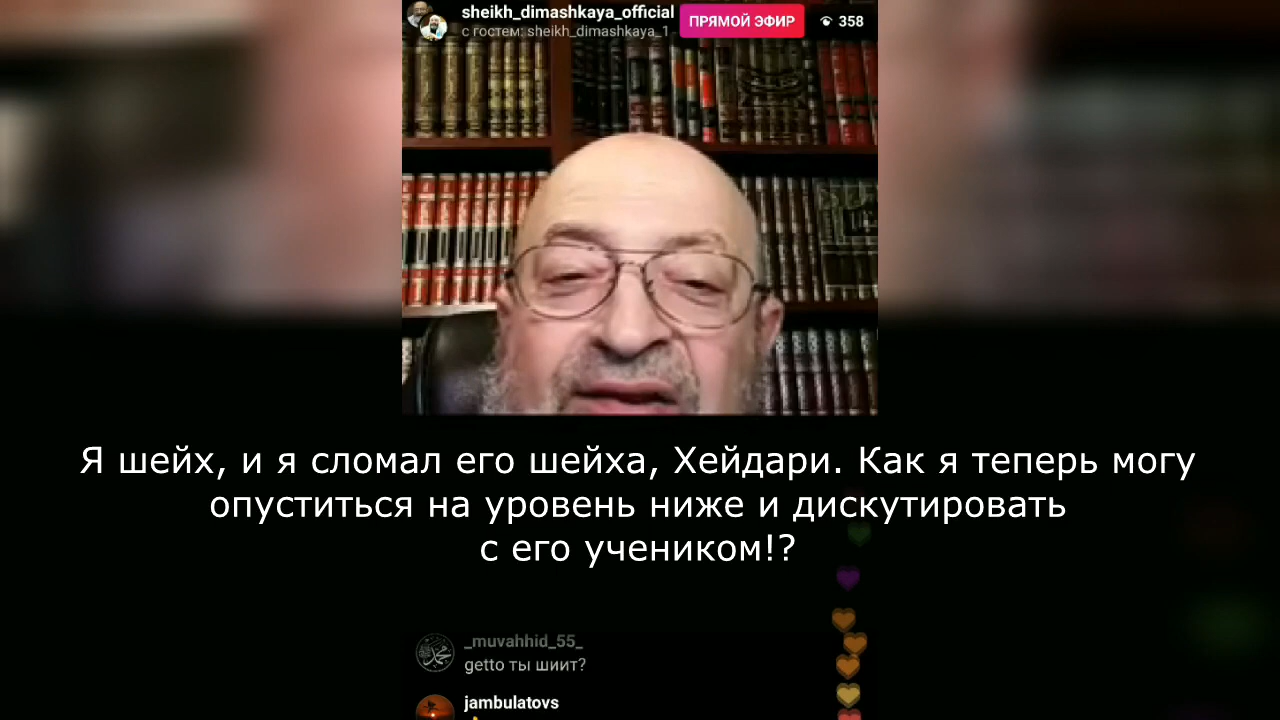 sheikh_dimashkaya_official
ПРЯМОЙ ЭФИР
358
с гостем: sheikh_dimashkaya_1
Я шейх, и я сломал его шейха, Хейдари. Как я теперь могу
опуститься на уровень ниже и дискутировать
с его учеником!?
_muvahhid_55_
getto ты шиит?
jambulatovs